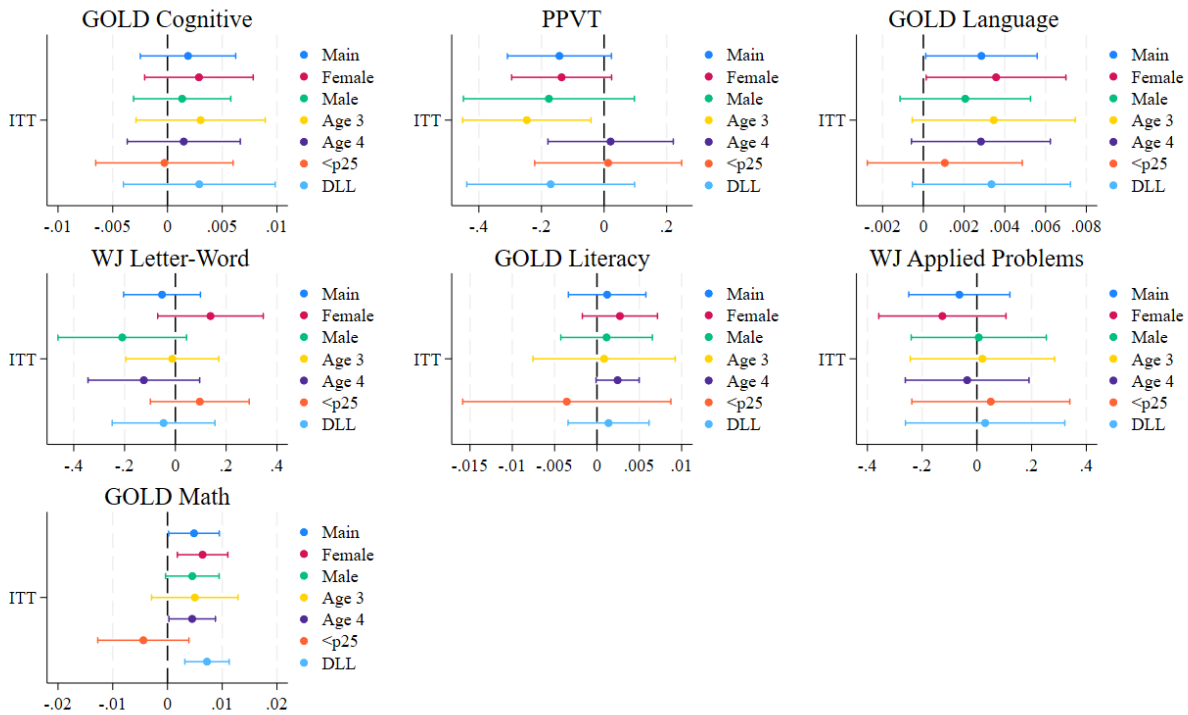 GOLD Cognitive
ITT
Main
Female
Male
Age 3
Age 4
<p25
DLL
-.01 -.005 0 .005 .01
PPVT
ITT
Main
Female
Male
Age 3
Age 4
<p25
DLL
-.4 -.2 0 .2
GOLD Language
ITT
Main
Female
Male
Age 3
Age 4
<p25
DLL
-.002 0 .002 .004 .006 .008
WJ Letter-Word
ITT
Main
Female
Male
Age 3
Age 4
<p25
DLL
-.4 -.2 0 .2 .4
GOLD Literacy
ITT
Main
Female
Male
Age 3
Age 4
<p25
DLL
-.015 -.01 -.005 0 .005 .01
WJ Applied Problems
ITT
Main
Female
Male
Age 3
Age 4
<p25
DLL
-.4 -.2 0 .2 .4
GOLD Math
ITT
Main
Female
Male
Age 3
Age 4
<p25
DLL
-.02 -.01 0 .01 .02